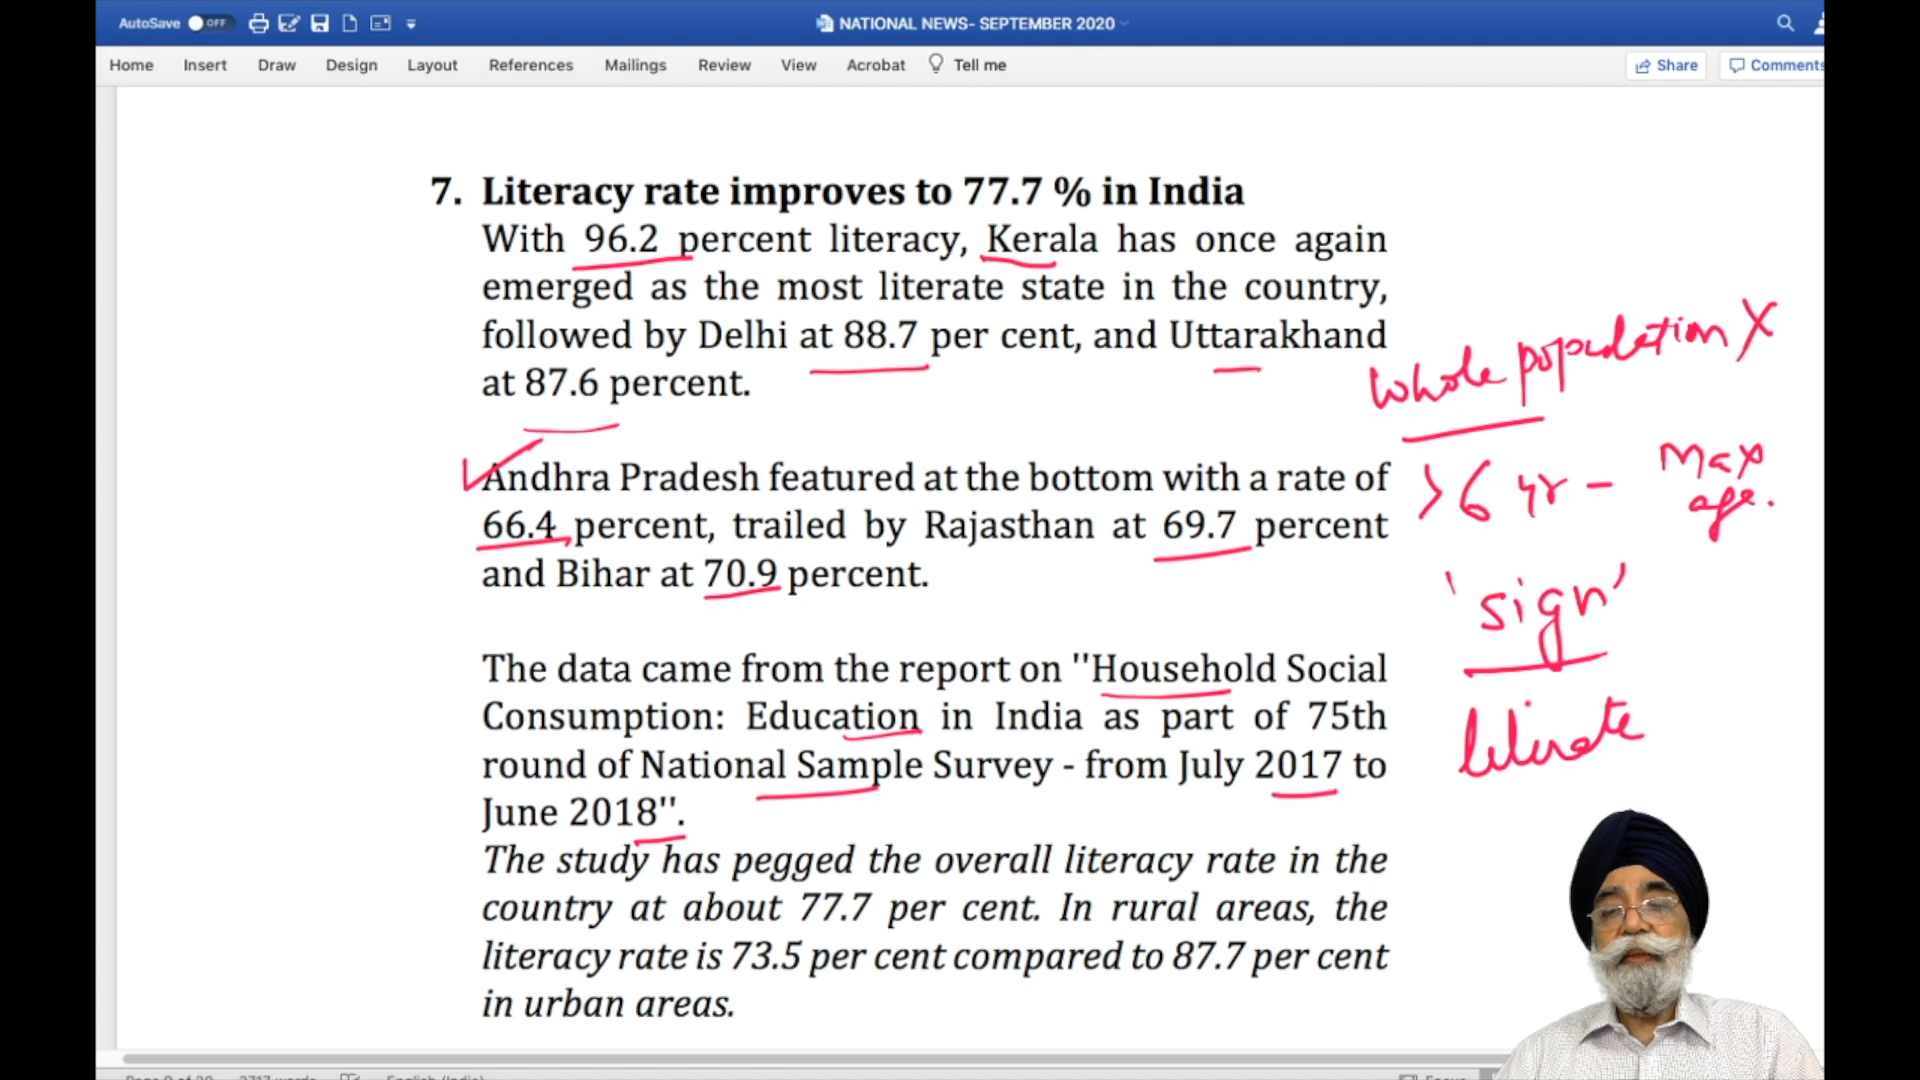 AutoSave OFF NATIONAL NEWS- SEPTEMBER 2020
Home Insert Draw Design Layout References Mailings Review View Acrobat Tell me Share Comments
7. Literacy rate improves to 77.7 % in India
With 96.2 percent literacy, Kerala has once again
emerged as the most literate state in the country,
followed by Delhi at 88.7 per cent, and Uttarakhand
at 87.6 percent.
Whole population X
Andhra Pradesh featured at the bottom with a rate of
66.4 percent, trailed by Rajasthan at 69.7 percent
and Bihar at 70.9 percent.
>6 yr - Max
age.
'sign'
literate
The data came from the report on "Household Social
Consumption: Education in India as part of 75th
round of National Sample Survey - from July 2017 to
June 2018".
The study has pegged the overall literacy rate in the
country at about 77.7 per cent. In rural areas, the
literacy rate is 73.5 per cent compared to 87.7 per cent
in urban areas.